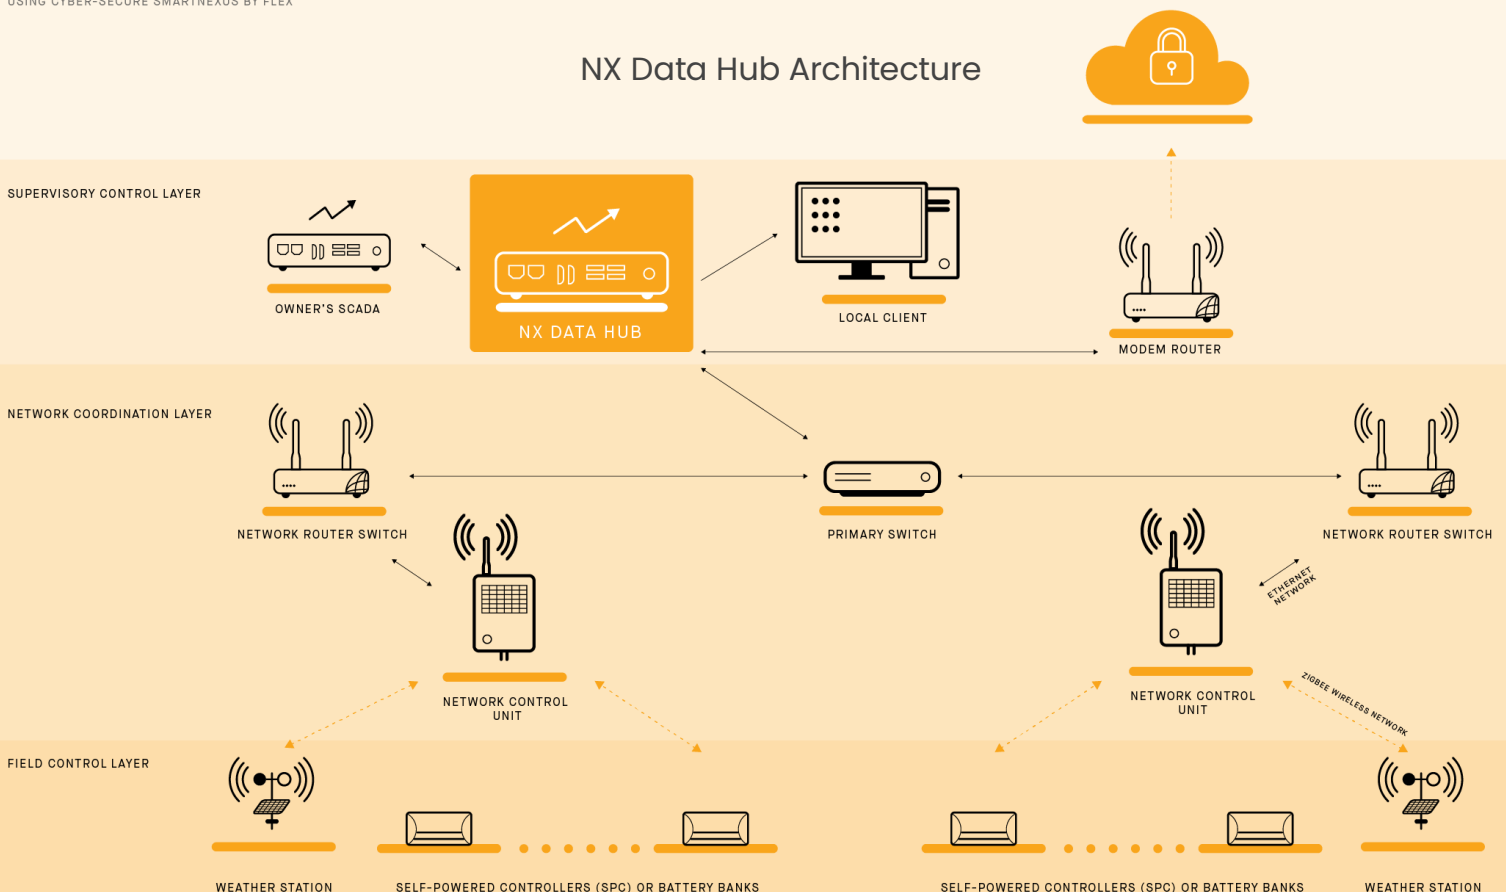 USING CYBER-SECURE SMARTNEXUS BY FLEX
NX Data Hub Architecture
SUPERVISORY CONTROL LAYER
OWNER'S SCADA
NX DATA HUB
LOCAL CLIENT
MODEM ROUTER
NETWORK COORDINATION LAYER
NETWORK ROUTER SWITCH
PRIMARY SWITCH
NETWORK ROUTER SWITCH
ETHERNET
NETWORK
NETWORK CONTROL
UNIT
NETWORK CONTROL
UNIT
ZIGBEE WIRELESS NETWORK
FIELD CONTROL LAYER
WEATHER STATION
SELF-POWERED CONTROLLERS (SPC) OR BATTERY BANKS
SELF-POWERED CONTROLLERS (SPC) OR BATTERY BANKS
WEATHER STATION